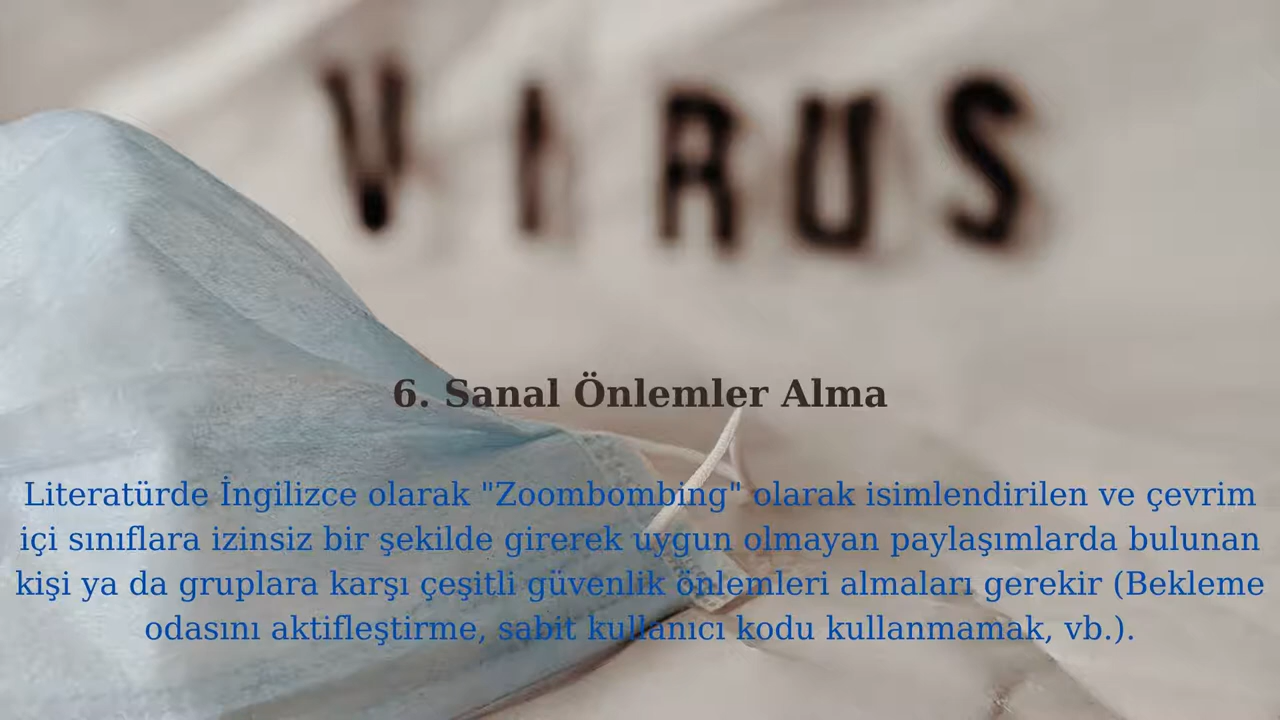 VIRUS
6. Sanal Önlemler Alma
Literatürde İngilizce olarak "Zoombombing" olarak isimlendirilen ve çevrim
içi sınıflara izinsiz bir şekilde girerek uygun olmayan paylaşımlarda bulunan
kişi ya da gruplara karşı çeşitli güvenlik önlemleri almaları gerekir (Bekleme
odasını aktifleştirme, sabit kullanıcı kodu kullanmamak, vb.).